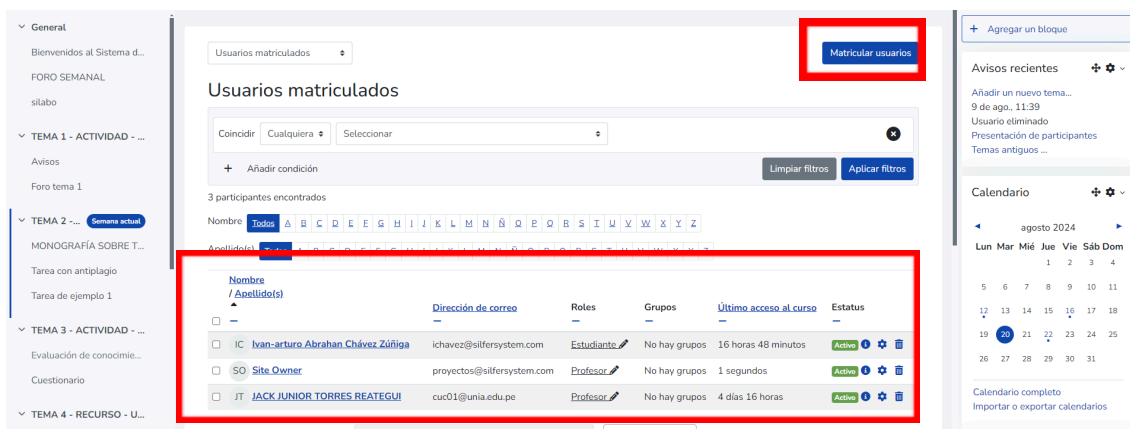 General
Bienvenidos al Sistema d...
FORO SEMANAL
silabo
TEMA 1 - ACTIVIDAD - ...
Avisos
Foro tema 1
TEMA 2 -... Semana actual
MONOGRAFÍA SOBRE T...
Tarea con antiplagio
Tarea de ejemplo 1
TEMA 3 - ACTIVIDAD - ...
Evaluación de conocimie...
Cuestionario
TEMA 4 - RECURSO - U...
Usuarios matriculados
Matricular usuarios
Usuarios matriculados
Coincidir Cualquiera Seleccionar
+ Añadir condición
Limpiar filtros Aplicar filtros
3 participantes encontrados
Nombre Todos A B C D E F G H I J K L M N Ñ O P Q R S T U V W X Y Z
Nombre
/ Apellido(s) Dirección de correo Roles Grupos Último acceso al curso Estatus
IC Ivan-arturo Abrahan Chávez Zúñiga ichavez@silfersystem.com Estudiante No hay grupos 16 horas 48 minutos Activo
SO Site Owner proyectos@silfersystem.com Profesor No hay grupos 1 segundos Activo
JT JACK JUNIOR TORRES REATEGUI cuc01@unia.edu.pe Profesor No hay grupos 4 días 16 horas Activo
+ Agregar un bloque
Avisos recientes
Añadir un nuevo tema...
9 de ago., 11:39
Usuario eliminado
Presentación de participantes
Temas antiguos ...
Calendario
agosto 2024
Lun Mar Mié Jue Vie Sáb Dom
1 2 3 4
5 6 7 8 9 10 11
12 13 14 15 16 17 18
19 20 21 22 23 24 25
26 27 28 29 30 31
Calendario completo
Importar o exportar calendarios